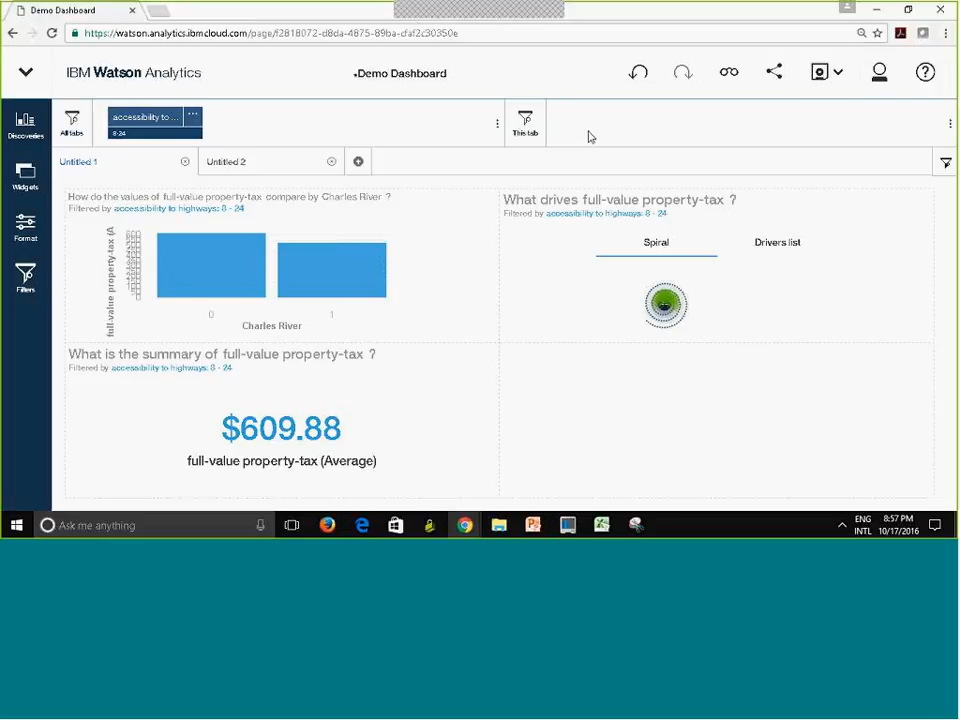 Demo Dashboard
https://watson.analytics.ibmcloud.com/page/f2818072-d8da-4875-89ba-cfaf2c30350e
IBM Watson Analytics
Demo Dashboard
Discoveries
All tabs
accessibility to ... ...
8-24
This tab
Untitled 1
Untitled 2
Widgets
Format
Filters
How do the values of full-value property-tax compare by Charles River ?
Filtered by accessibility to highways: 8 - 24
full-value property-tax (A
0
1
Charles River
What drives full-value property-tax ?
Filtered by accessibility to highways: 8 - 24
Spiral
Drivers list
What is the summary of full-value property-tax ?
Filtered by accessibility to highways: 8 - 24
$609.88
full-value property-tax (Average)
Ask me anything
ENG
INTL
8:57 PM
10/17/2016